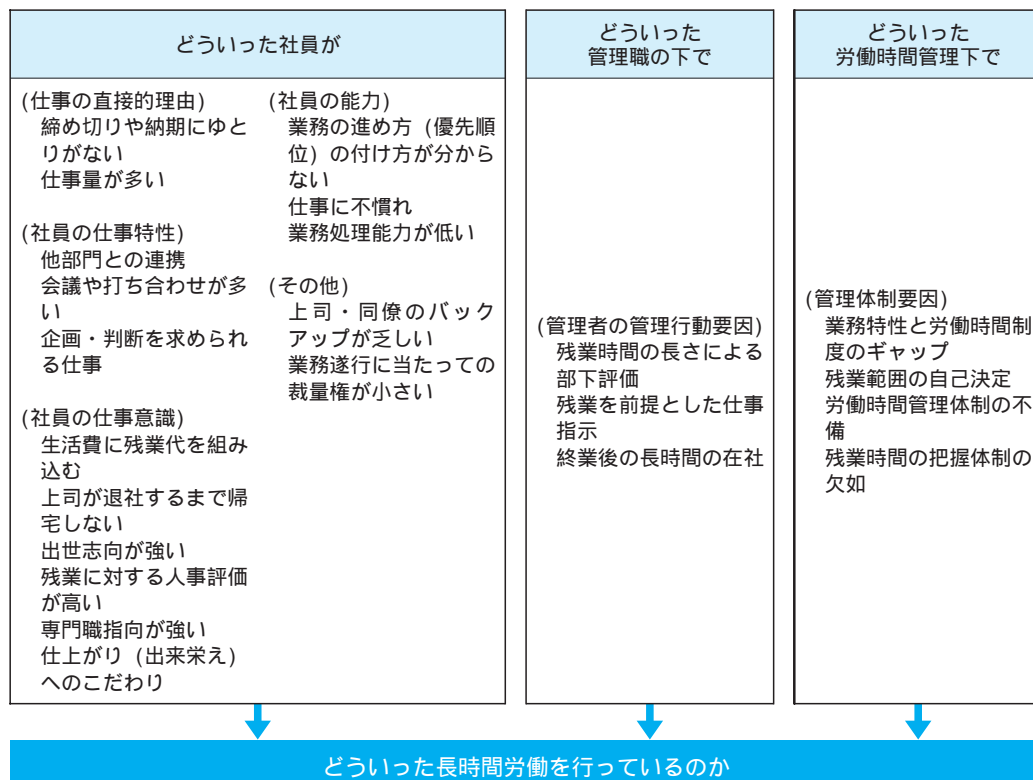 どういった社員が
(仕事の直接的理由)
締め切りや納期にゆと
りがない
仕事量が多い
(社員の仕事特性)
他部門との連携
会議や打ち合わせが多
い
企画・判断を求められ
る仕事
(社員の仕事意識)
生活費に残業代を組み
込む
上司が退社するまで帰
宅しない
出世志向が強い
残業に対する人事評価
が高い
専門職指向が強い
仕上がり (出来栄え)
へのこだわり
(社員の能力)
業務の進め方 (優先順
位) の付け方が分から
ない
仕事に不慣れ
業務処理能力が低い
(その他)
上司・同僚のバック
アップが乏しい
業務遂行に当たっての
裁量権が小さい
どういった
管理職の下で
(管理者の管理行動要因)
残業時間の長さによる
部下評価
残業を前提とした仕事
指示
終業後の長時間の在社
どういった
労働時間管理下で
(管理体制要因)
業務特性と労働時間制
度のギャップ
残業範囲の自己決定
労働時間管理体制の不
備
残業時間の把握体制の
欠如
どういった長時間労働を行っているのか